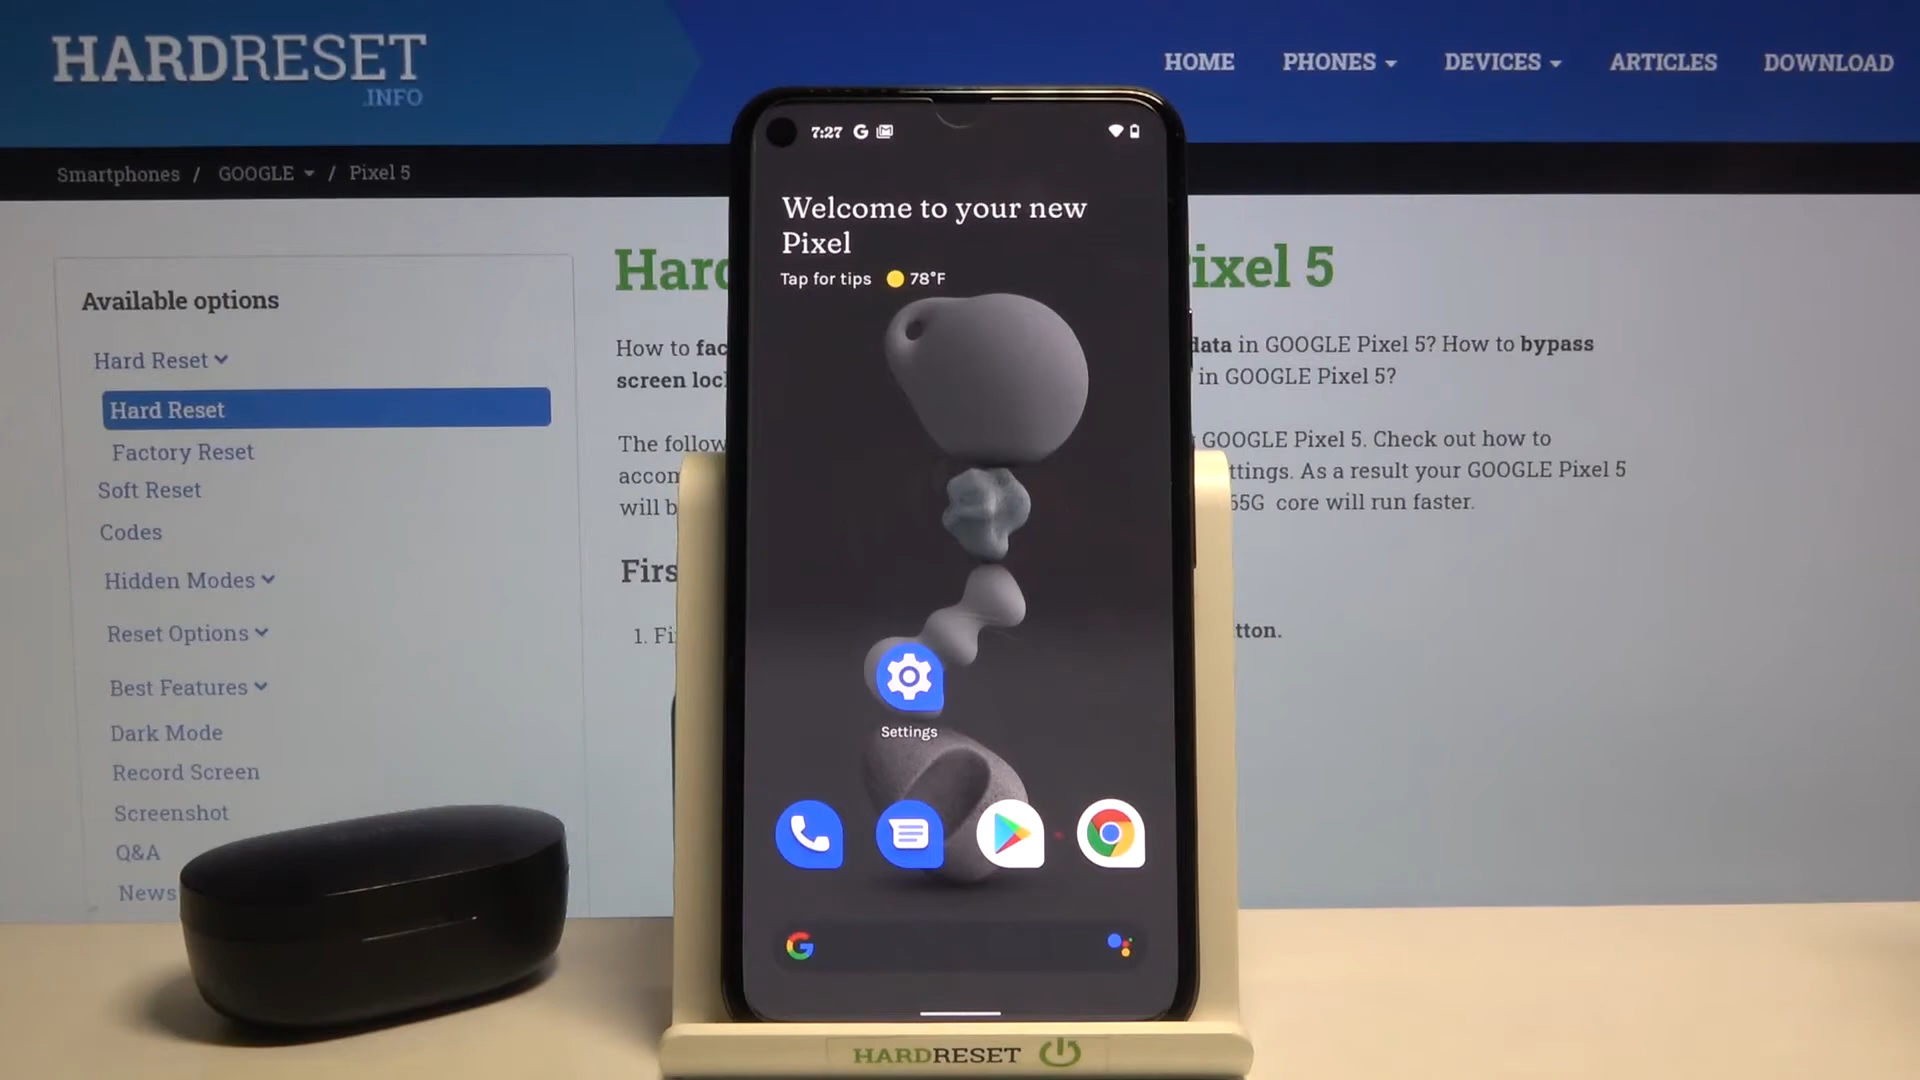 HARDRESET
.INFO
HOME PHONES DEVICES ARTICLES DOWNLOAD
Smartphones / GOOGLE / Pixel 5
Available options
Hard Reset
Hard Reset
Factory Reset
Soft Reset
Codes
Hidden Modes
Reset Options
Best Features
Dark Mode
Record Screen
Screenshot
Q&A
News
Hard
ixel 5
How to fac
data in GOOGLE Pixel 5? How to bypass
screen loc
in GOOGLE Pixel 5?
The follow
GOOGLE Pixel 5. Check out how to
accom
ttings. As a result your GOOGLE Pixel 5
will b
65G core will run faster.
Firs
1. Fi
tton.
7:27 G
Welcome to your new
Pixel
Tap for tips 78°F
Settings
G
HARDRESET